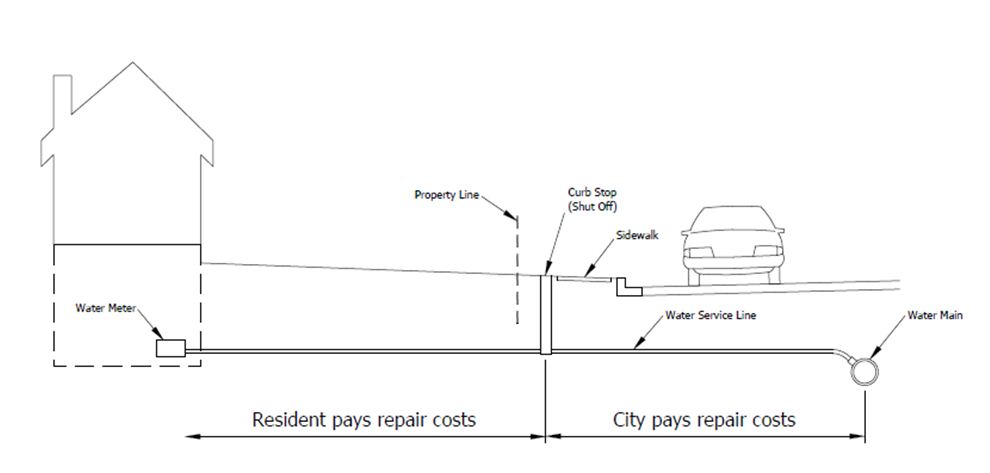 Property Line
Curb Stop
(Shut Off)
Sidewalk
Water Meter
Water Service Line
Water Main
Resident pays repair costs
City pays repair costs